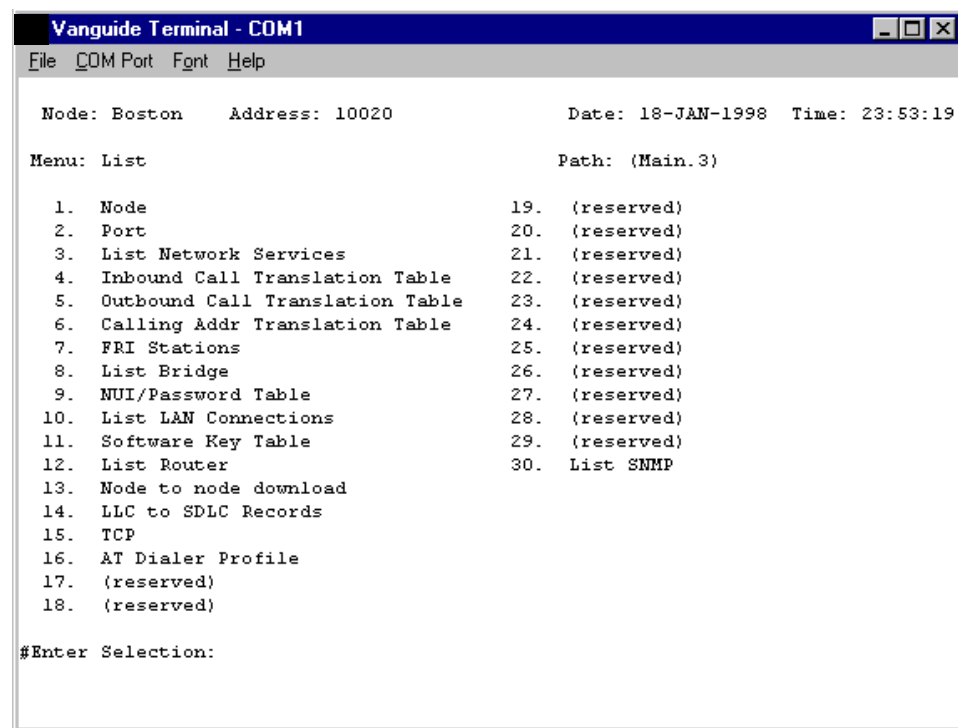 Vanguide Terminal - COM1
File COM Port Font Help
Node: Boston Address: 10020 Date: 18-JAN-1998 Time: 23:53:19
Menu: List Path: (Main.3)
1. Node 19. (reserved)
2. Port 20. (reserved)
3. List Network Services 21. (reserved)
4. Inbound Call Translation Table 22. (reserved)
5. Outbound Call Translation Table 23. (reserved)
6. Calling Addr Translation Table 24. (reserved)
7. FRI Stations 25. (reserved)
8. List Bridge 26. (reserved)
9. NUI/Password Table 27. (reserved)
10. List LAN Connections 28. (reserved)
11. Software Key Table 29. (reserved)
12. List Router 30. List SNMP
13. Node to node download
14. LLC to SDLC Records
15. TCP
16. AT Dialer Profile
17. (reserved)
18. (reserved)
#Enter Selection: